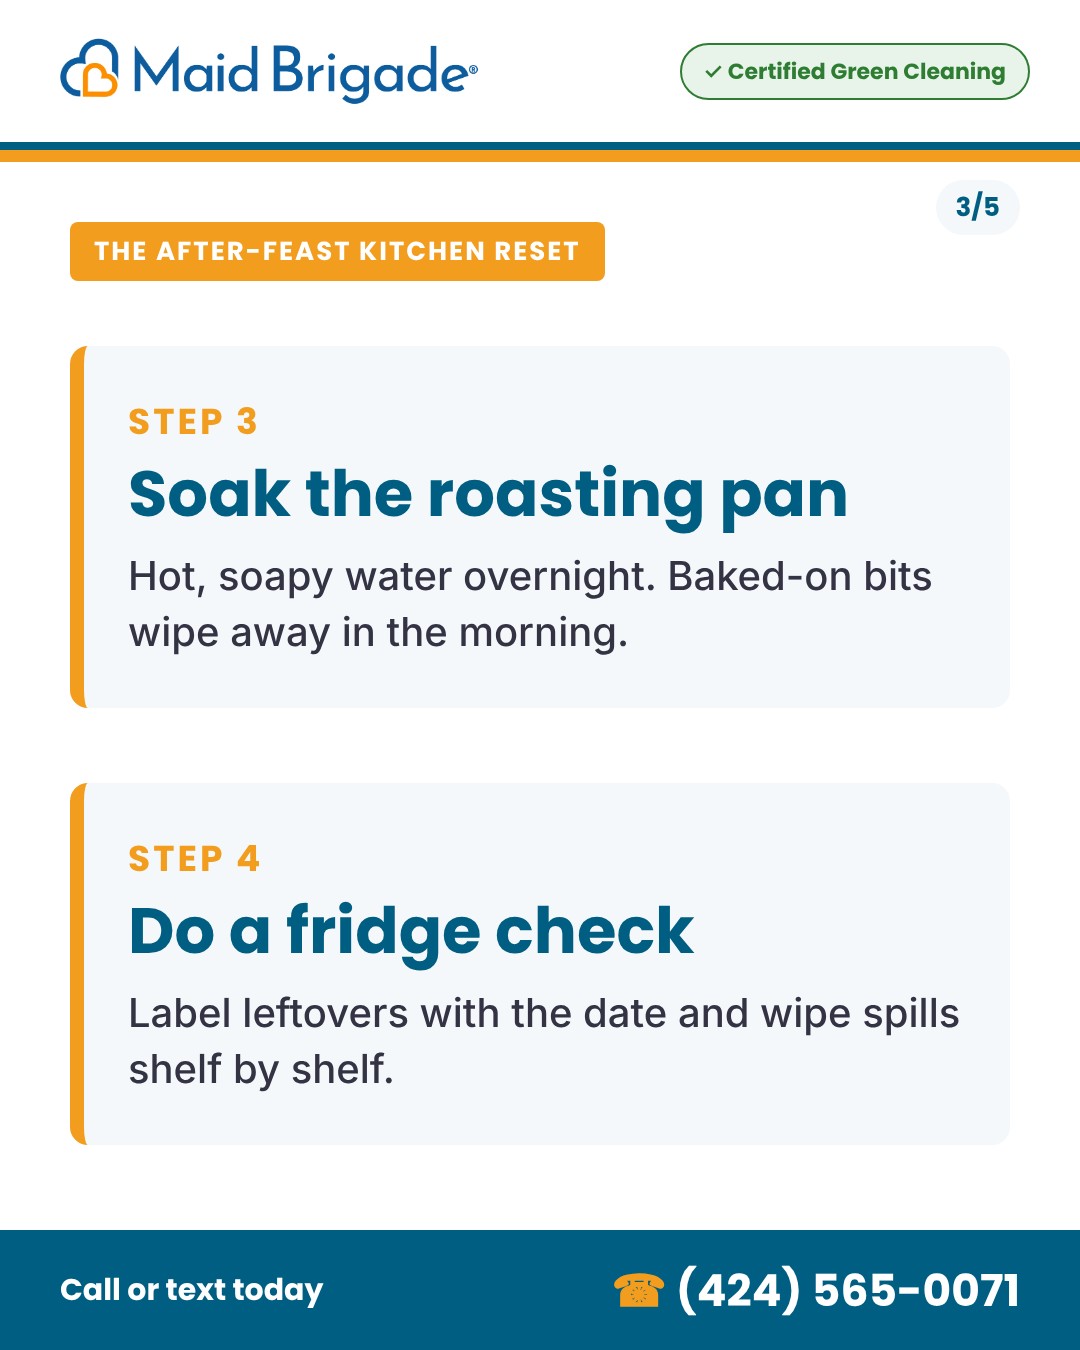 Maid Brigade®
✓ Certified Green Cleaning
3/5
THE AFTER-FEAST KITCHEN RESET
STEP 3
Soak the roasting pan
Hot, soapy water overnight. Baked-on bits
wipe away in the morning.
STEP 4
Do a fridge check
Label leftovers with the date and wipe spills
shelf by shelf.
Call or text today
☎ (424) 565-0071